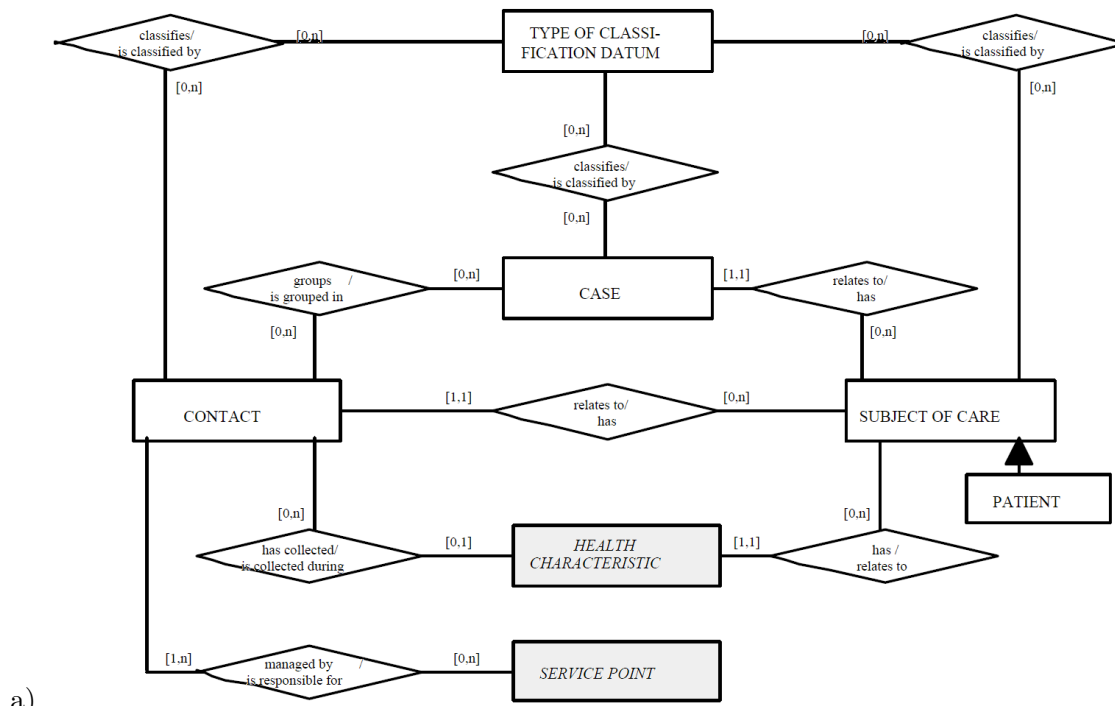 classifies/
is classified by
[0,n]
TYPE OF CLASSI-
FICATION DATUM
[0,n]
classifies/
is classified by
[0,n]
[0,n]
[0,n]
classifies/
is classified by
[0,n]
groups /
is grouped in
[0,n]
CASE
[1,1]
relates to/
has
[0,n]
[0,n]
CONTACT
[1,1]
relates to/
has
[0,n]
SUBJECT OF CARE
PATIENT
[0,n]
[0,n]
has collected/
is collected during
[0,1]
HEALTH
CHARACTERISTIC
[1,1]
has /
relates to
[1,n]
managed by /
is responsible for
[0,n]
SERVICE POINT
a)